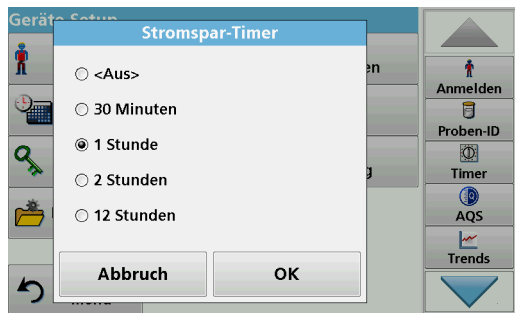 Geräte Setup
Stromspar-Timer
<Aus>
30 Minuten
1 Stunde
2 Stunden
12 Stunden
Abbruch
OK
Anmelden
Proben-ID
Timer
AQS
Trends